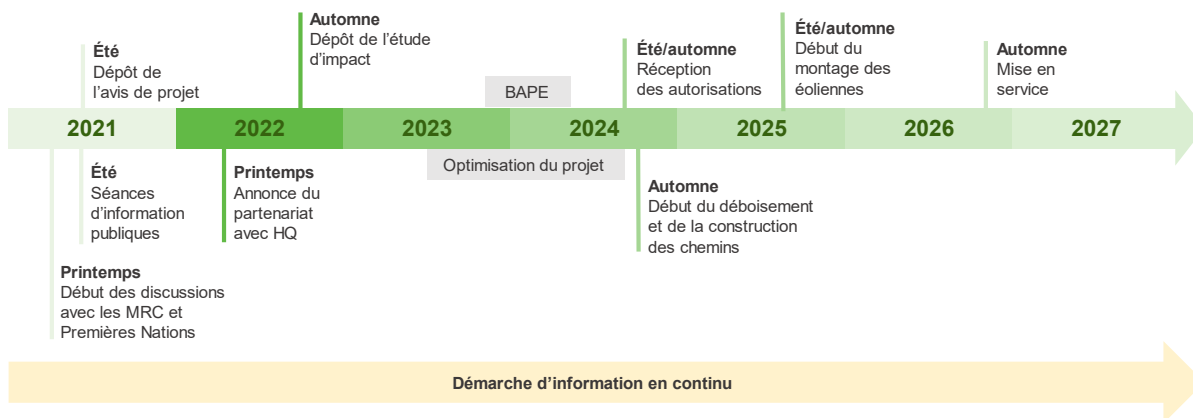 Automne
Dépôt de l’étude
d’impact
Été
Dépôt de
l’avis de projet
Été/automne
Réception
des autorisations
Été/automne
Début du
montage des
éoliennes
Automne
Mise en
service
BAPE
2021
2022
2023
2024
2025
2026
2027
Optimisation du projet
Été
Séances
d’information
publiques
Printemps
Annonce du
partenariat
avec HQ
Automne
Début du déboisement
et de la construction
des chemins
Printemps
Début des discussions
avec les MRC et
Premières Nations
Démarche d’information en continu